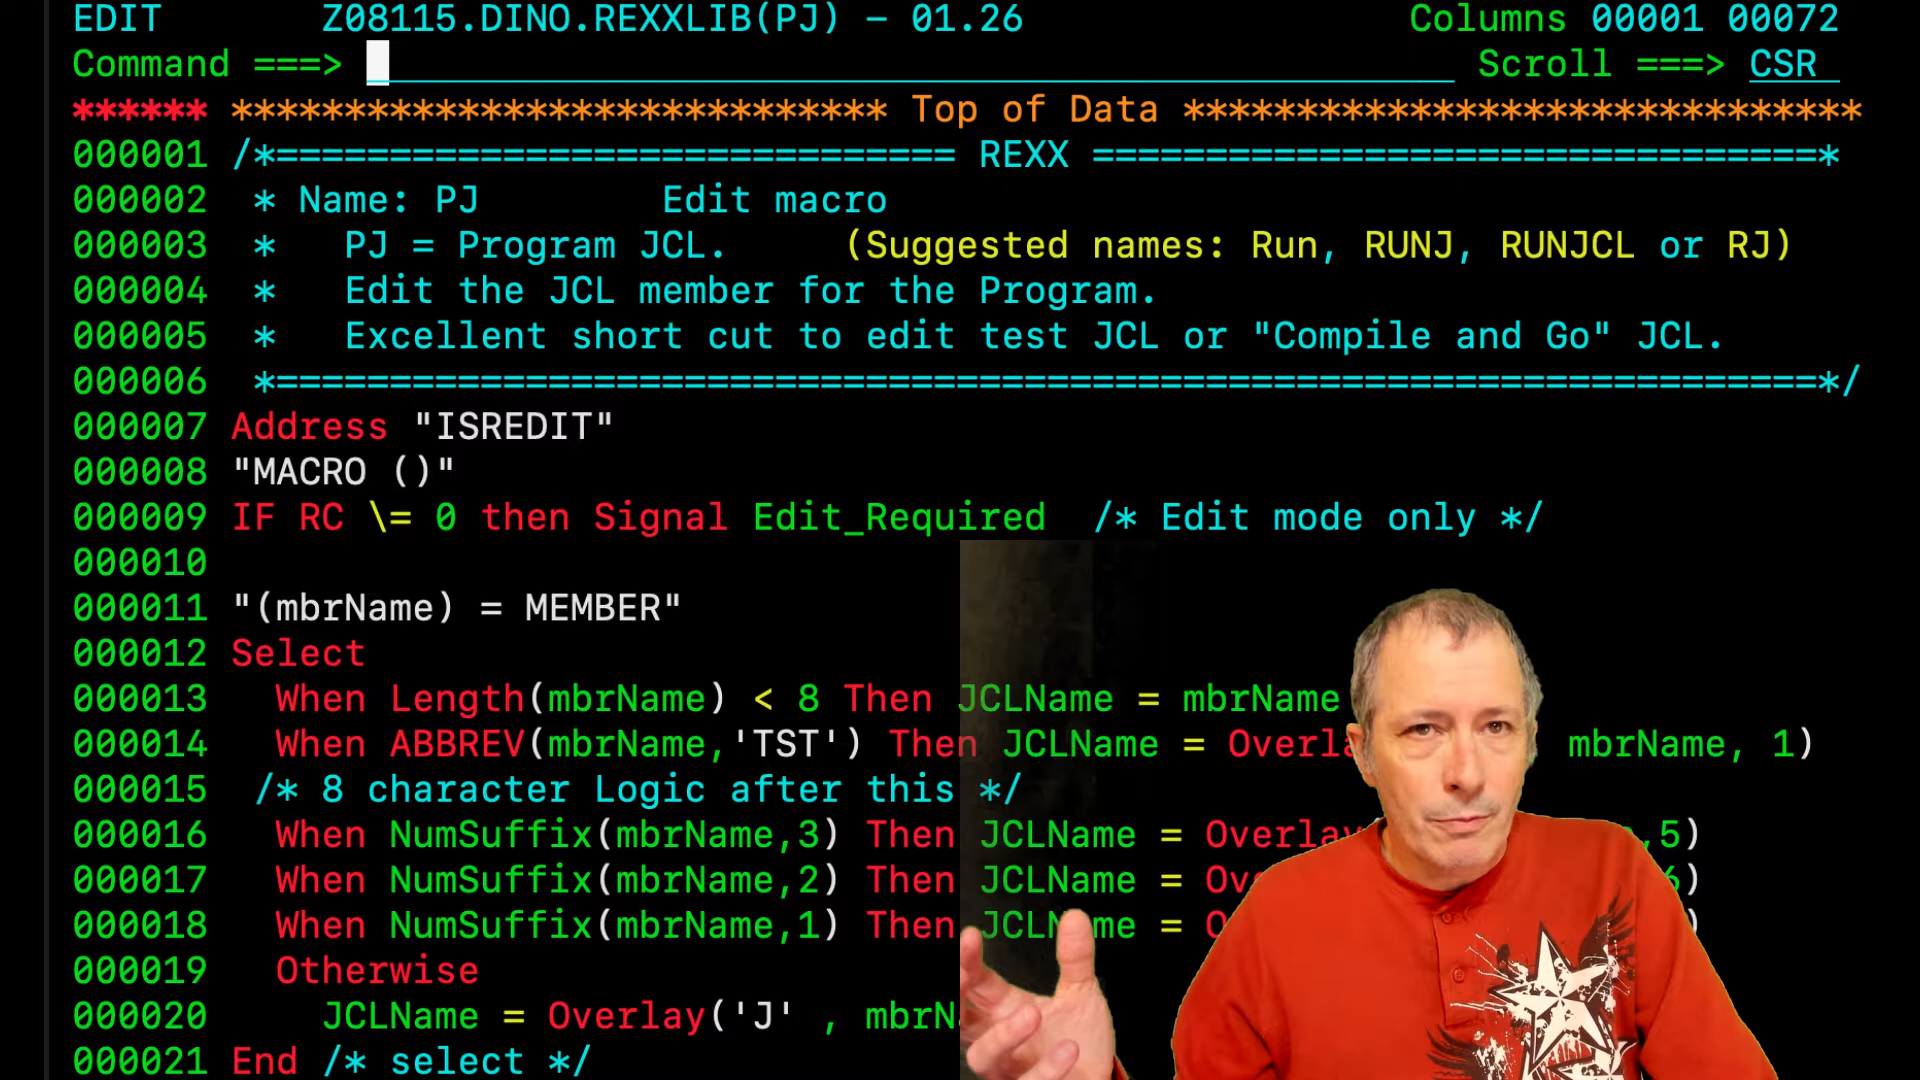 EDIT Z08115.DINO.REXXLIB(PJ) – 01.26 Columns 00001 00072
Command ===> Scroll ===> CSR
****** ***************************** Top of Data ******************************
000001 /*============================== REXX ================================*
000002 * Name: PJ Edit macro
000003 * PJ = Program JCL. (Suggested names: Run, RUNJ, RUNJCL or RJ)
000004 * Edit the JCL member for the Program.
000005 * Excellent short cut to edit test JCL or "Compile and Go" JCL.
000006 *====================================================================*/
000007 Address "ISREDIT"
000008 "MACRO ()"
000009 IF RC \= 0 then Signal Edit_Required /* Edit mode only */
000010
000011 "(mbrName) = MEMBER"
000012 Select
000013 When Length(mbrName) < 8 Then JCLName = mbrName
000014 When ABBREV(mbrName,'TST') Then JCLName = mbrName, 1)
000015 /* 8 character Logic after this */
000016 When NumSuffix(mbrName,3) Then JCLName = Overlay ,5)
000017 When NumSuffix(mbrName,2) Then JCLName = )
000018 When NumSuffix(mbrName,1) Then JCLName =
000019 Otherwise
000020 JCLName = Overlay('J' ,
000021 End /* select */